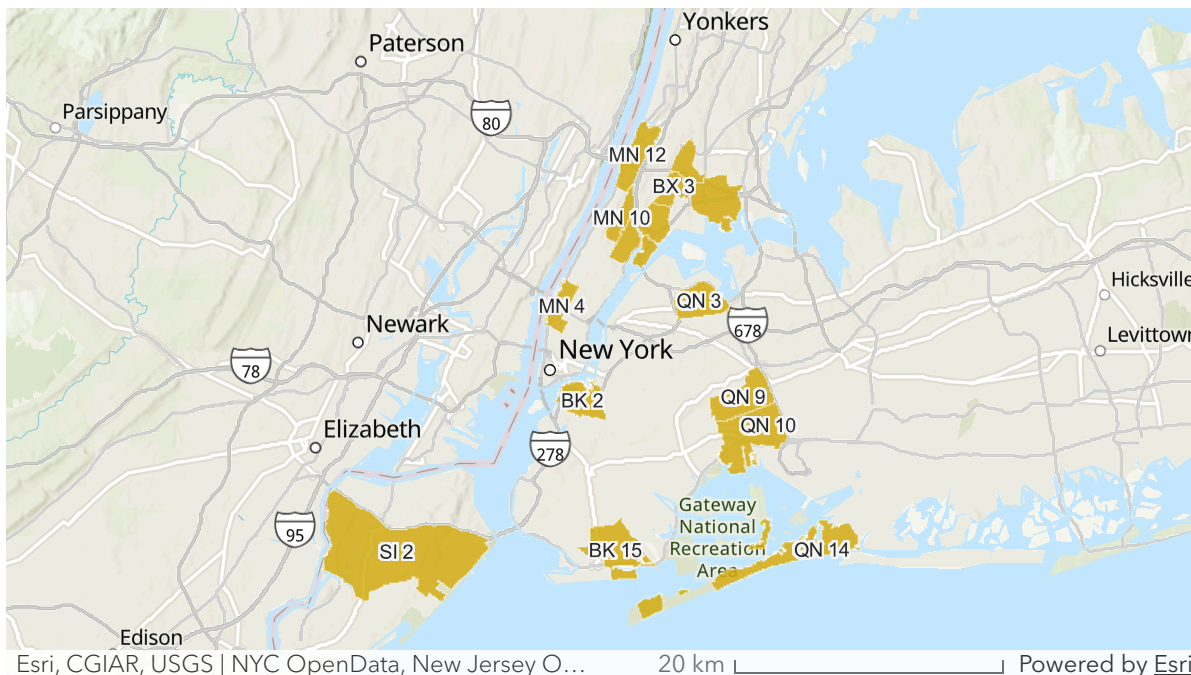 Yonkers
Paterson
Parsippany
80
MN 12
BX 3
MN 10
Hicksville
QN 3
MN 4
Newark
678
Levittown
New York
78
QN 9
BK 2
QN 10
Elizabeth
278
Gateway
National
Recreation
Area
95
SI 2
BK 15
QN 14
Edison
Esri, CGIAR, USGS | NYC OpenData, New Jersey O…
20 km
Powered by Esri